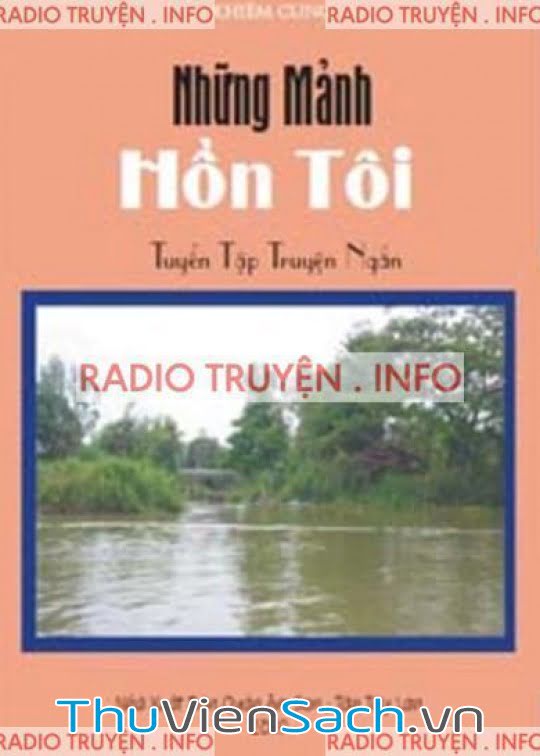 RADIO TRUYỆN . INFO
RADIO TRUYỆN . INFO
Những Mảnh
Hồn Tôi
Tuyển Tập Truyện Ngắn
RADIO TRUYỆN . INFO
ThuVienSach.vn
RADIO TRUYỆN . INFO
RADIO TRUYỆN . INFO